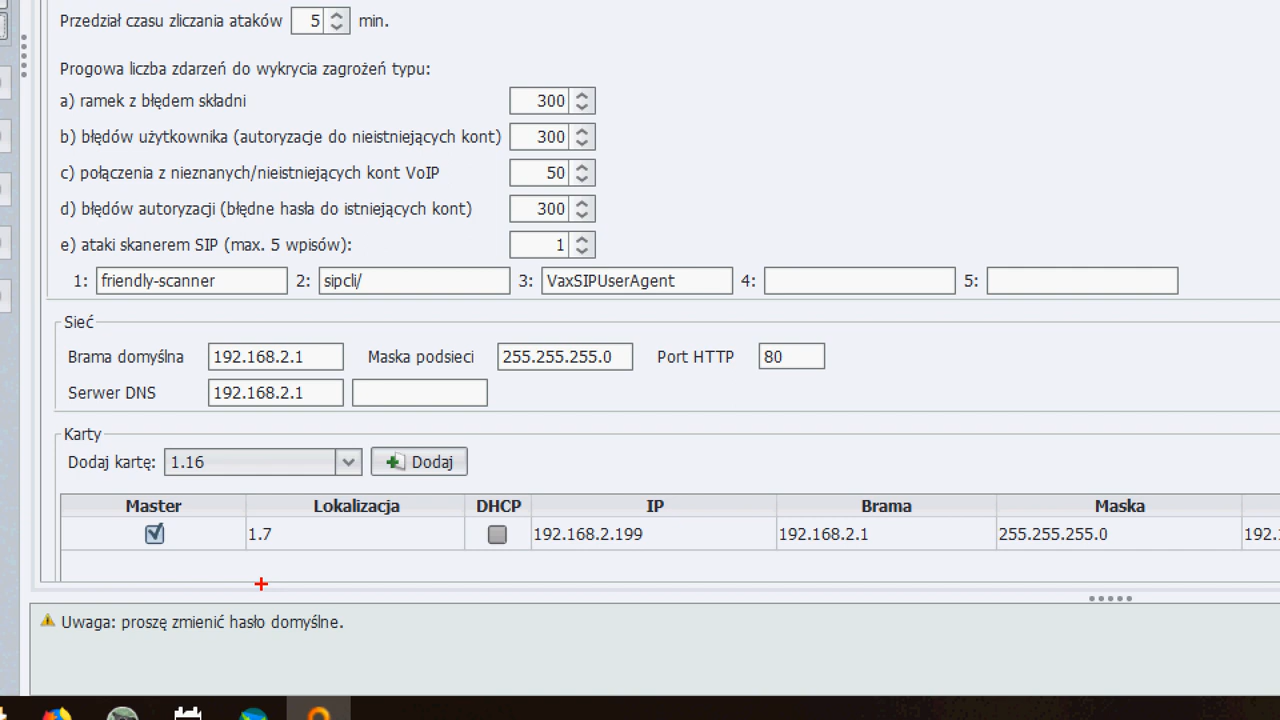 Przedział czasu zliczania ataków 5 min.
Progowa liczba zdarzeń do wykrycia zagrożeń typu:
a) ramek z błędem składni 300
b) błędów użytkownika (autoryzacje do nieistniejących kont) 300
c) połączenia z nieznanych/nieistniejących kont VoIP 50
d) błędów autoryzacji (błędne hasła do istniejących kont) 300
e) ataki skanerem SIP (max. 5 wpisów): 1
1: friendly-scanner 2: sipcli/ 3: VaxSIPUserAgent 4: 5:
Sieć
Brama domyślna 192.168.2.1 Maska podsieci 255.255.255.0 Port HTTP 80
Serwer DNS 192.168.2.1
Karty
Dodaj kartę: 1.16 Dodaj
Master Lokalizacja DHCP IP Brama Maska
1.7 192.168.2.199 192.168.2.1 255.255.255.0
Uwaga: proszę zmienić hasło domyślne.